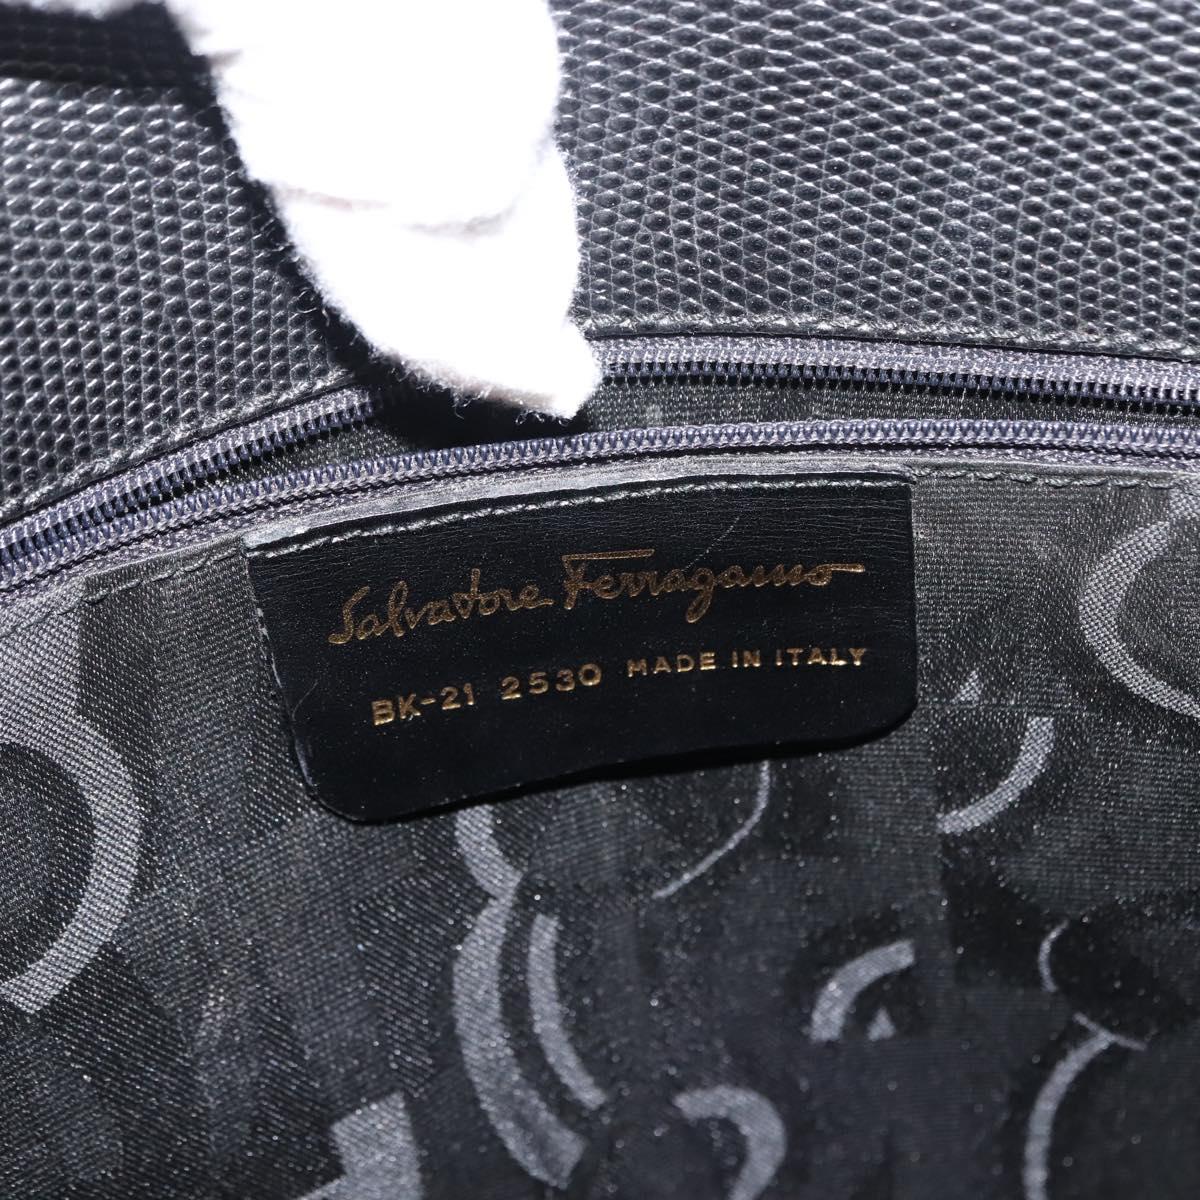 Salvatore Ferragamo
BK-21 2530 MADE IN ITALY